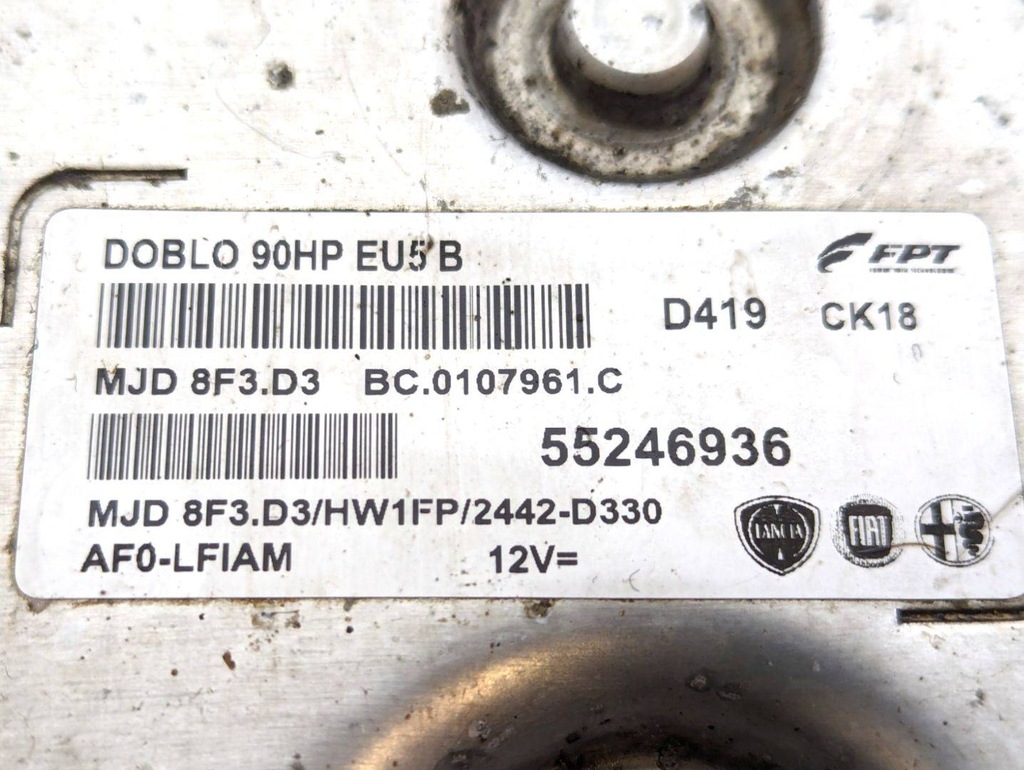 DOBLO 90HP EU5 B
FPT
D419 CK18
MJD 8F3.D3 BC.0107961.C
55246936
MJD 8F3.D3/HW1FP/2442-D330
AF0-LFIAM 12V=
LANCIA FIAT